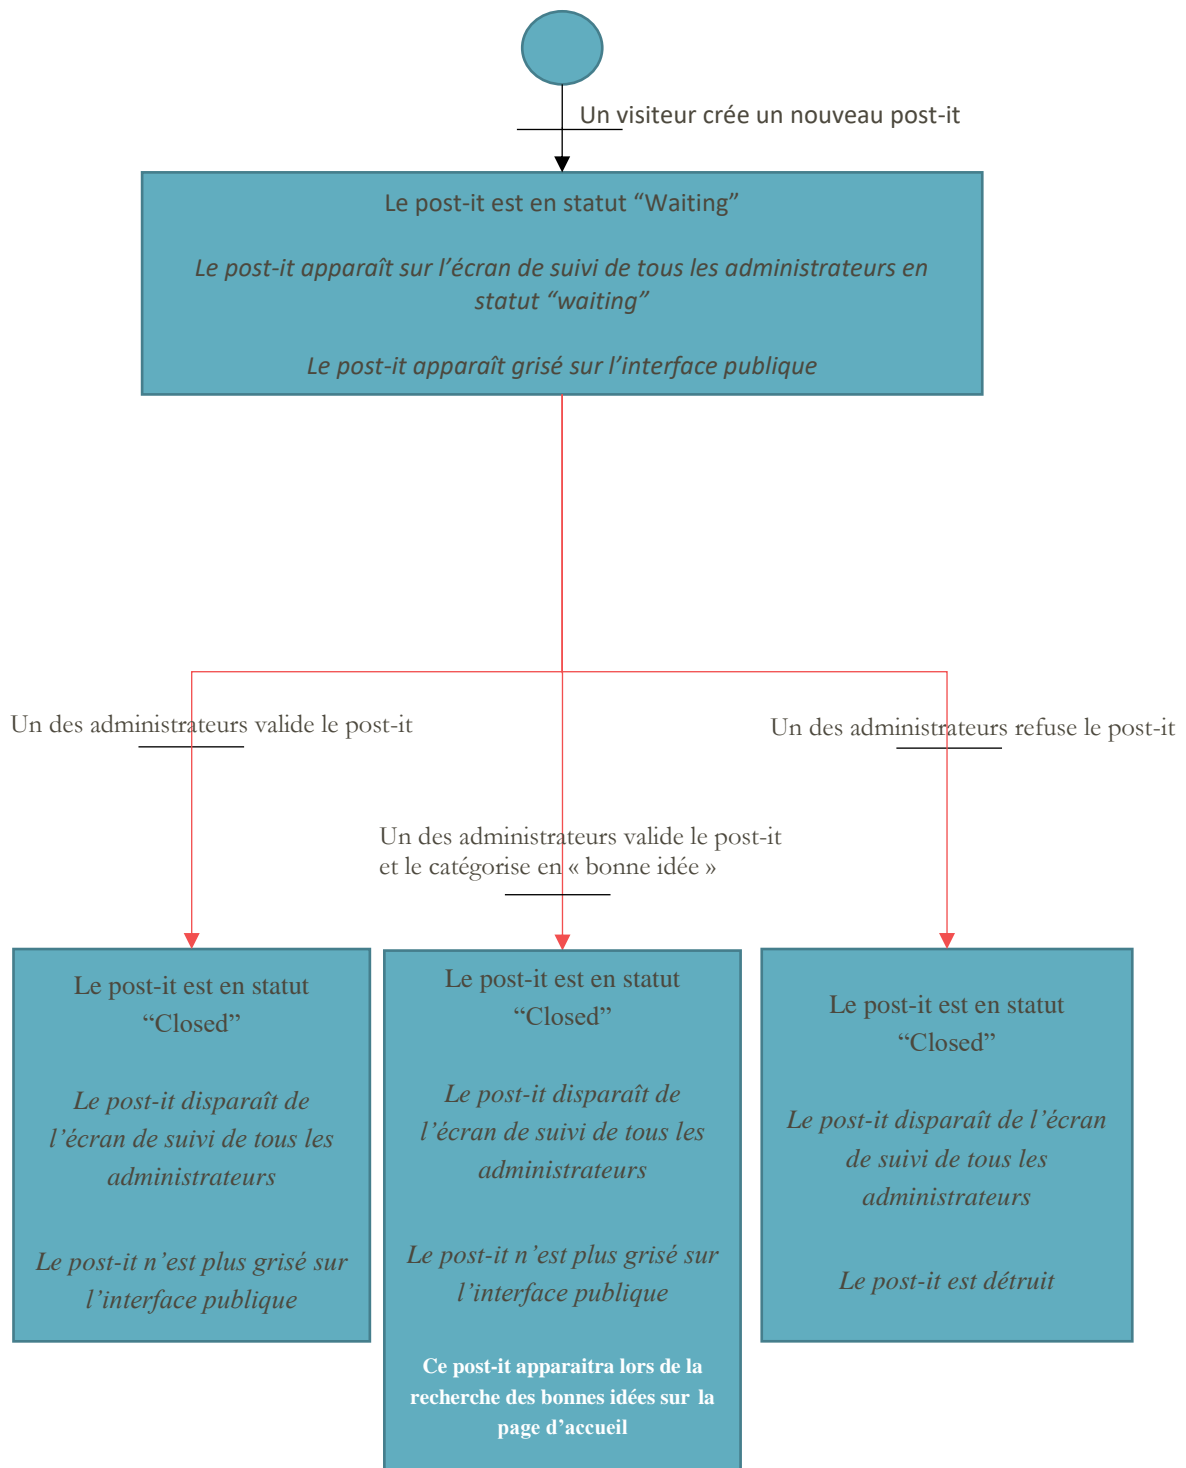 Un visiteur crée un nouveau post-it
Le post-it est en statut “Waiting”
Le post-it apparaît sur l’écran de suivi de tous les administrateurs en
statut “waiting”
Le post-it apparaît grisé sur l’interface publique
Un des administrateurs valide le post-it
Un des administrateurs refuse le post-it
Un des administrateurs valide le post-it
et le catégorise en « bonne idée »
Le post-it est en statut
“Closed”
Le post-it disparaît de
l’écran de suivi de tous les
administrateurs
Le post-it n’est plus grisé sur
l’interface publique
Le post-it est en statut
“Closed”
Le post-it disparaît de
l’écran de suivi de tous les
administrateurs
Le post-it n’est plus grisé sur
l’interface publique
Ce post-it apparaitra lors de la
recherche des bonnes idées sur la
page d’accueil
Le post-it est en statut
“Closed”
Le post-it disparaît de l’écran
de suivi de tous les
administrateurs
Le post-it est détruit